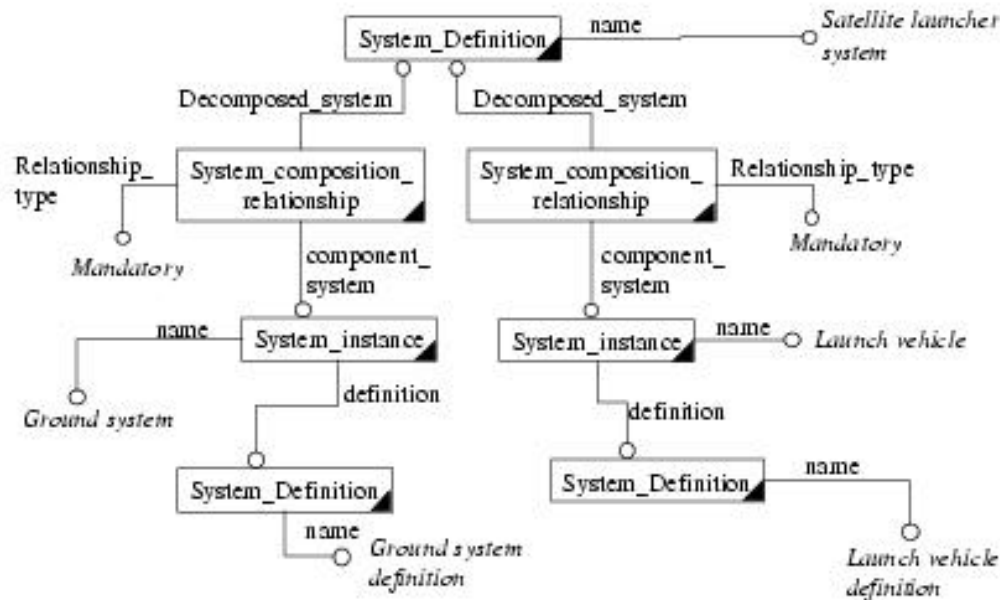 System_Definition
name
Satellite launcher
system
Decomposed_system
Decomposed_system
Relationship_
type
System_composition_
relationship
System_composition_
relationship
Relationship_type
Mandatory
Mandatory
component_
system
component_
system
name
System_instance
System_instance
name
Launch vehicle
Ground system
definition
definition
System_Definition
System_Definition
name
name
Ground system
definition
Launch vehicle
definition